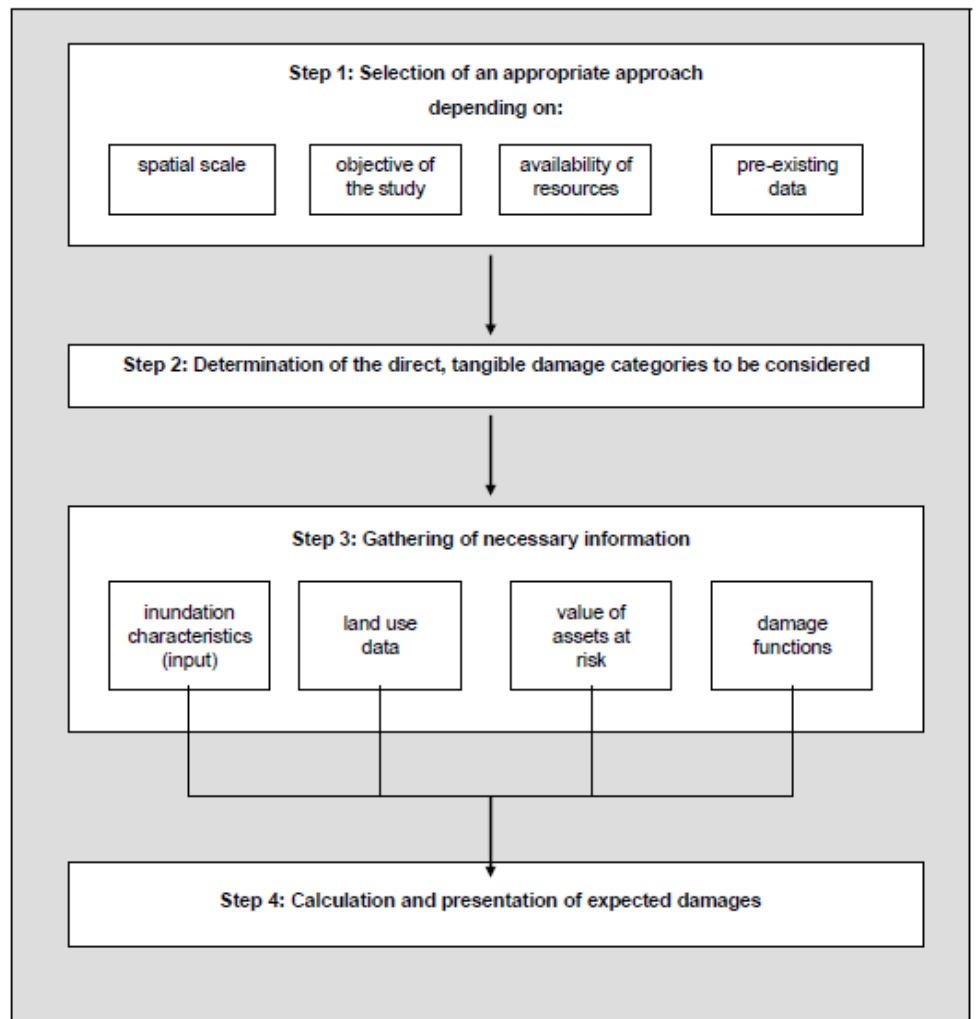 Step 1: Selection of an appropriate approach
depending on:
spatial scale
objective of
the study
availability of
resources
pre-existing
data
Step 2: Determination of the direct, tangible damage categories to be considered
Step 3: Gathering of necessary information
inundation
characteristics
(input)
land use
data
value of
assets at
risk
damage
functions
Step 4: Calculation and presentation of expected damages